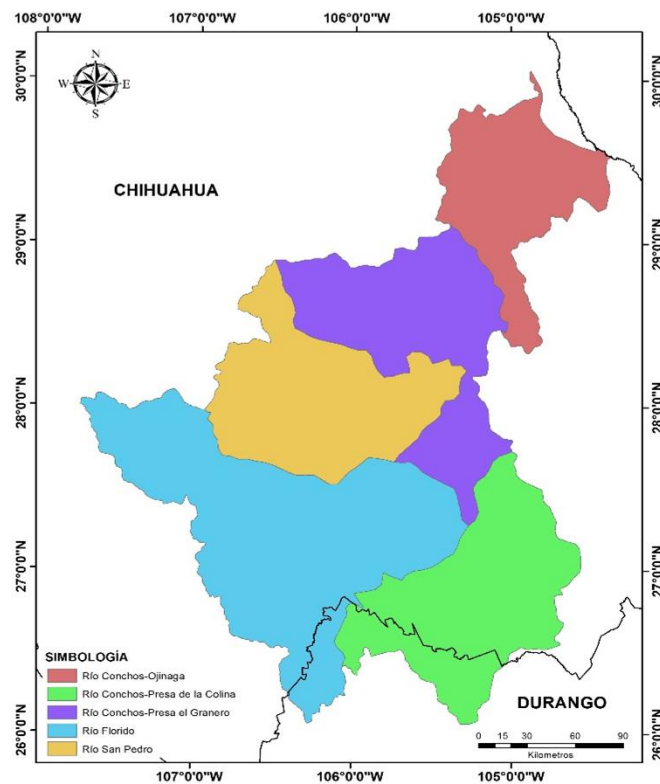 108°0'0"W 107°0'0"W 106°0'0"W 105°0'0"W
N
W E
S
30°0'0"N 30°0'0"N
CHIHUAHUA
29°0'0"N 29°0'0"N
28°0'0"N 28°0'0"N
27°0'0"N 27°0'0"N
SIMBOLOGÍA
Río Conchos-Ojinaga
Río Conchos-Presa de la Colina
Río Conchos-Presa el Granero
Río Florido
Río San Pedro
DURANGO
26°0'0"N 26°0'0"N
0 15 30 60 90
Kilometros
107°0'0"W 106°0'0"W 105°0'0"W